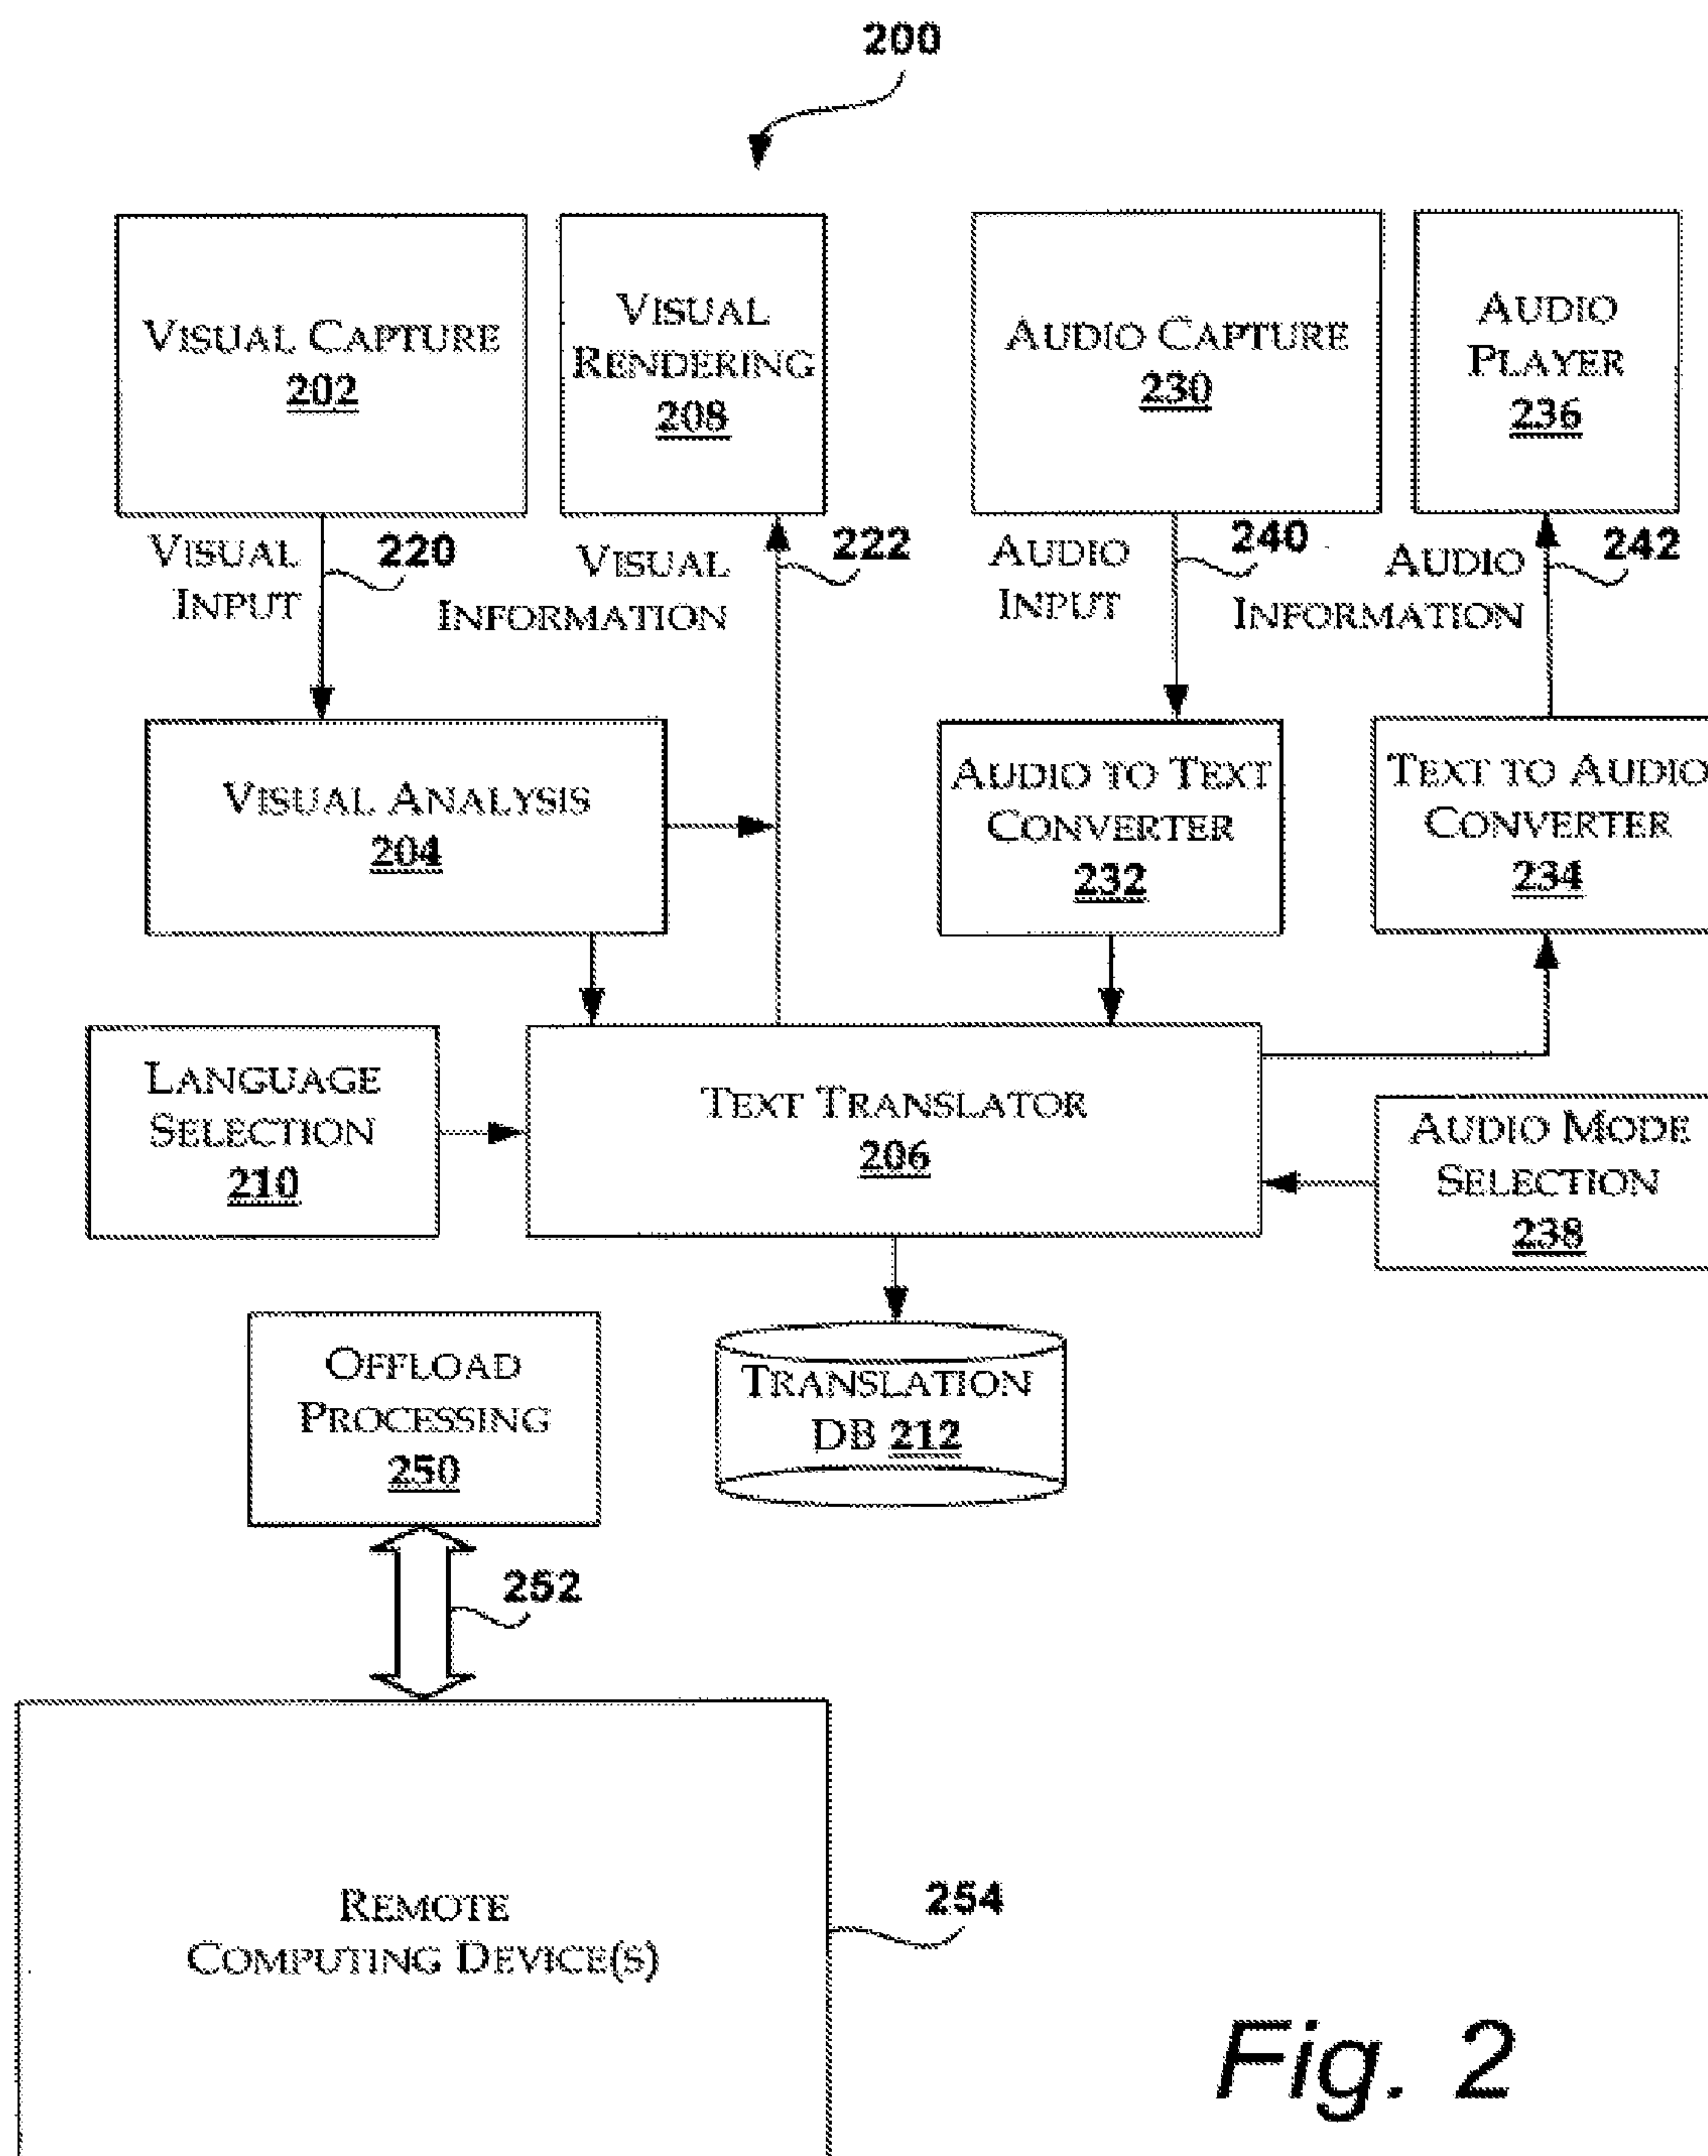 200
VISUAL CAPTURE
202
VISUAL
RENDERING
208
AUDIO CAPTURE
230
AUDIO
PLAYER
236
VISUAL
INPUT
220
VISUAL
INFORMATION
222
AUDIO
INPUT
240
AUDIO
INFORMATION
242
VISUAL ANALYSIS
204
AUDIO TO TEXT
CONVERTER
232
TEXT TO AUDIO
CONVERTER
234
LANGUAGE
SELECTION
210
TEXT TRANSLATOR
206
AUDIO MODE
SELECTION
238
OFFLOAD
PROCESSING
250
TRANSLATION
DB 212
252
REMOTE
COMPUTING DEVICE(S)
254
Fig. 2